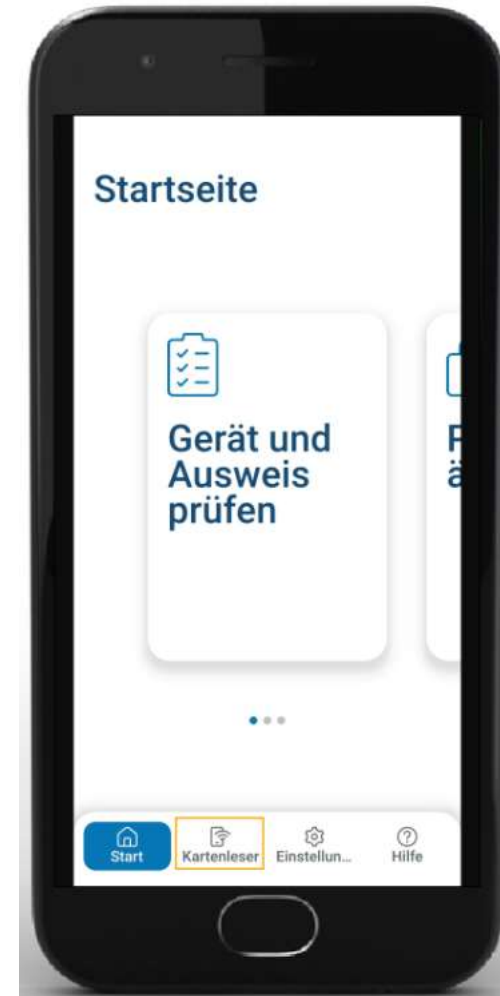 Startseite
Gerät und
Ausweis
prüfen
ä
Start
Kartenleser
Einstellun...
Hilfe